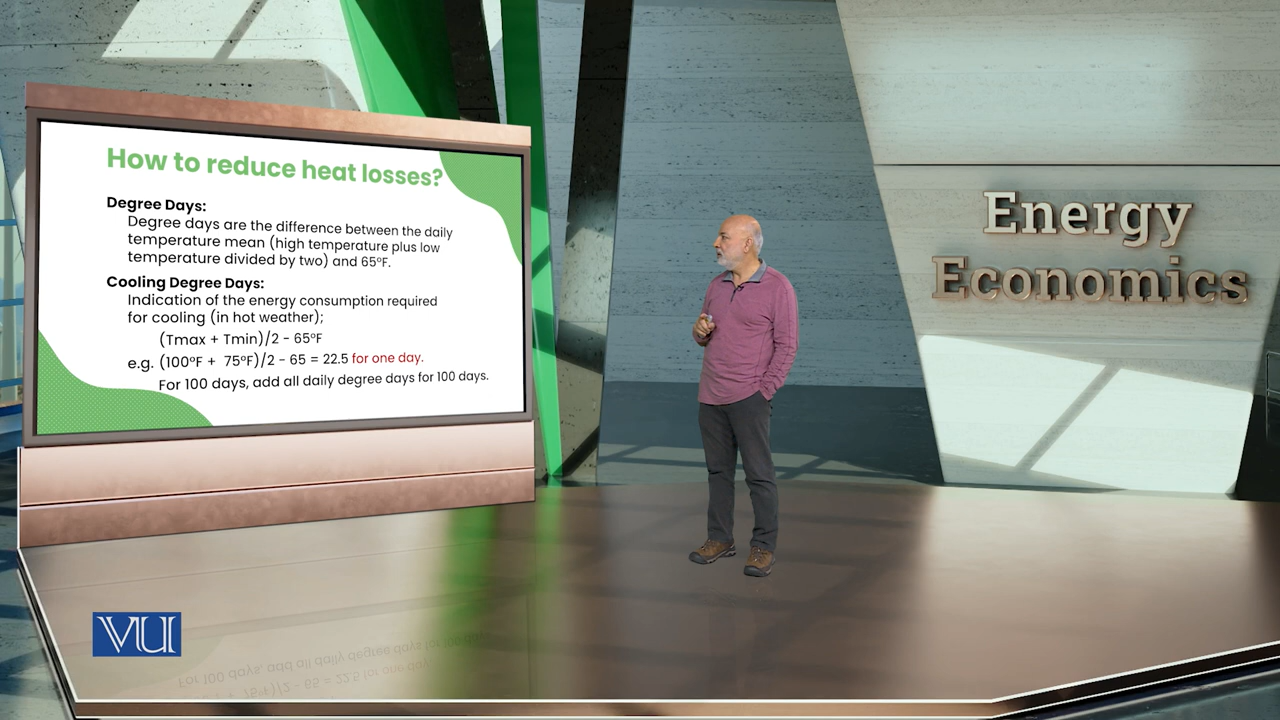 How to reduce heat losses?
Degree Days:
Degree days are the difference between the daily
temperature mean (high temperature plus low
temperature divided by two) and 65ºF.
Cooling Degree Days:
Indication of the energy consumption required
for cooling (in hot weather);
(Tmax + Tmin)/2 - 65ºF
e.g. (100ºF + 75ºF)/2 - 65 = 22.5 for one day.
For 100 days, add all daily degree days for 100 days.
Energy
Economics
VU